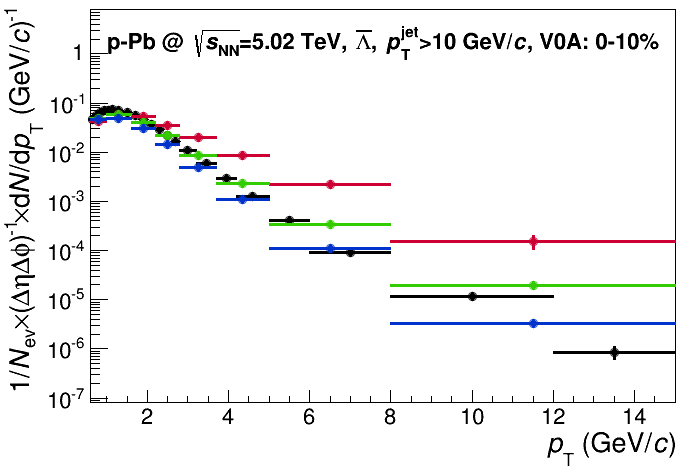 p-Pb @ √sNN=5.02 TeV, Λ̅, pTjet>10 GeV/c, V0A: 0-10%
1/Nev×(ΔηΔϕ)-1×dN/dpT (GeV/c)-1
1
10-1
10-2
10-3
10-4
10-5
10-6
10-7
2 4 6 8 10 12 14
pT (GeV/c)